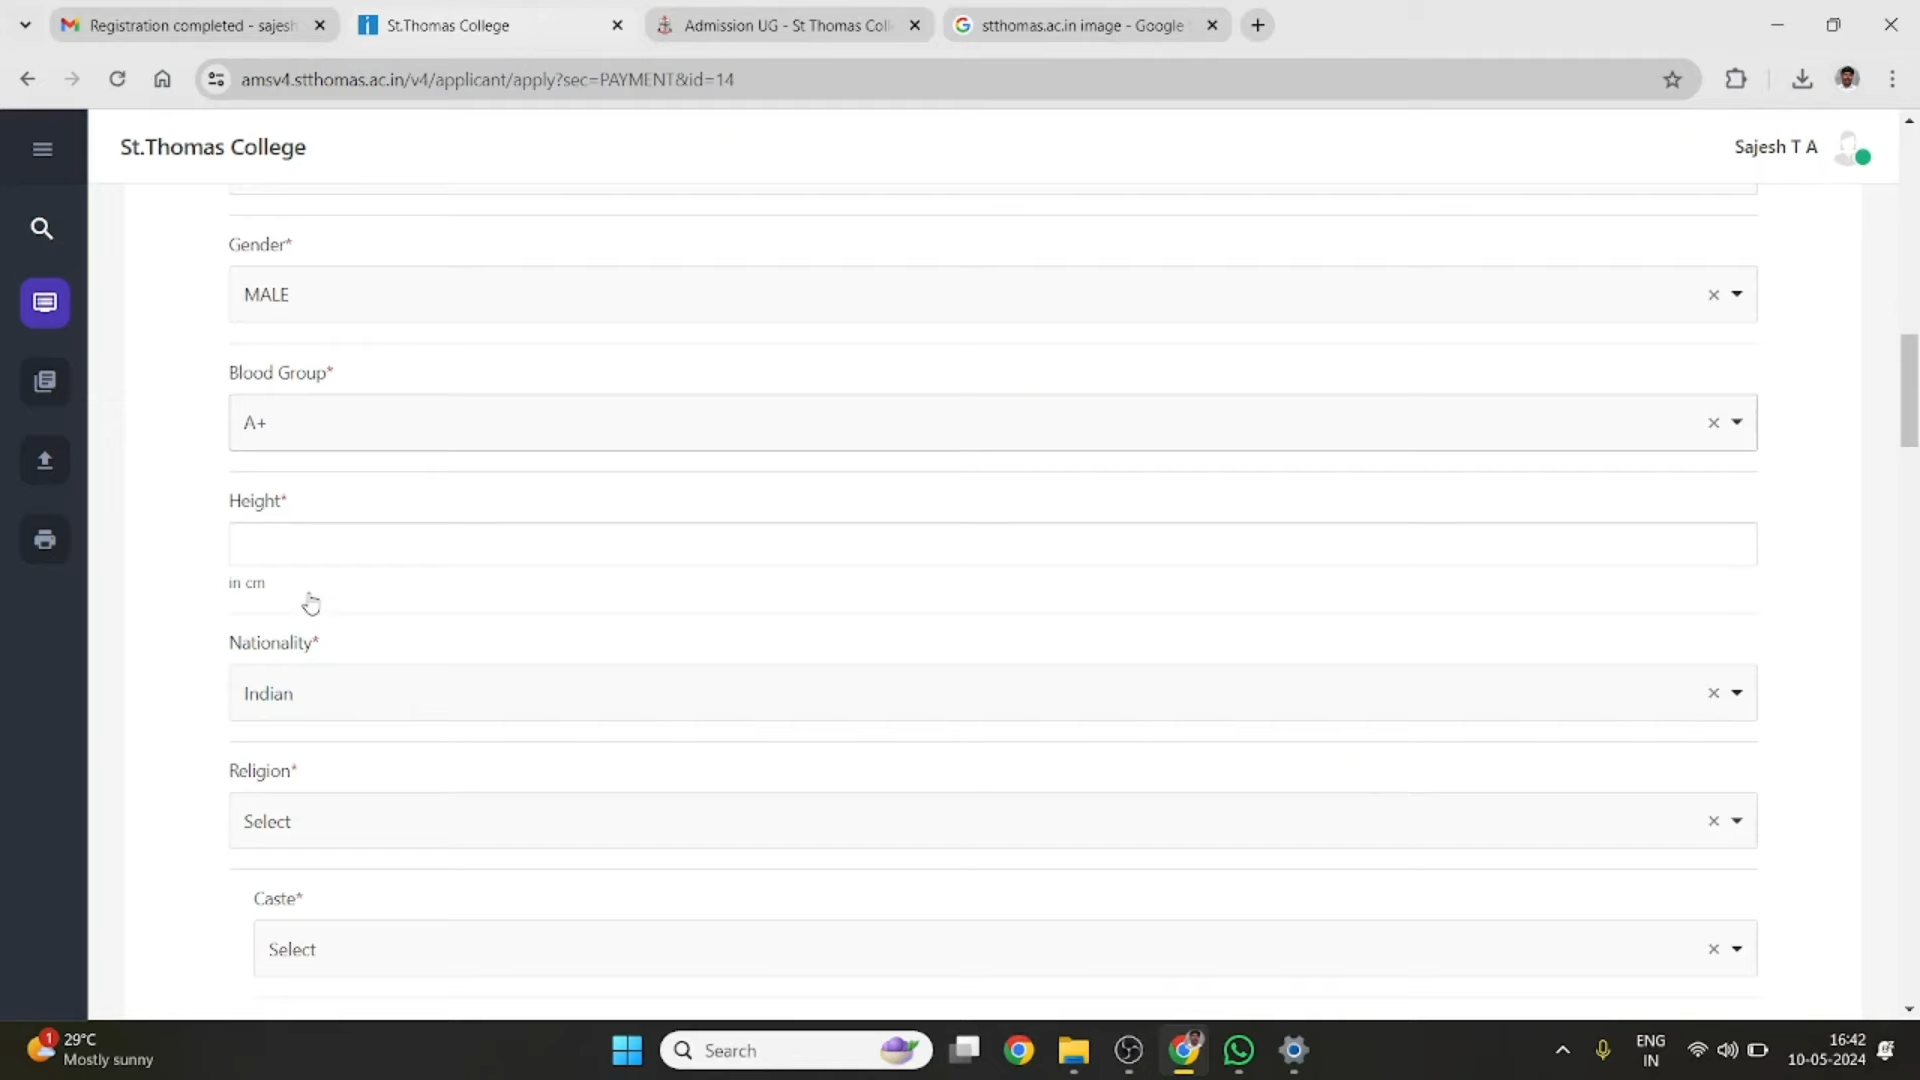 Registration completed - sajesh
St.Thomas College
Admission UG - St Thomas Coll
stthomas.ac.in image - Google S
amsv4.stthomas.ac.in/v4/applicant/apply?sec=PAYMENT&id=14
St.Thomas College
Sajesh T A
Gender*
MALE
Blood Group*
A+
Height*
in cm
Nationality*
Indian
Religion*
Select
Caste*
Select
1
29°C
Mostly sunny
Search
ENG
IN
16:42
10-05-2024